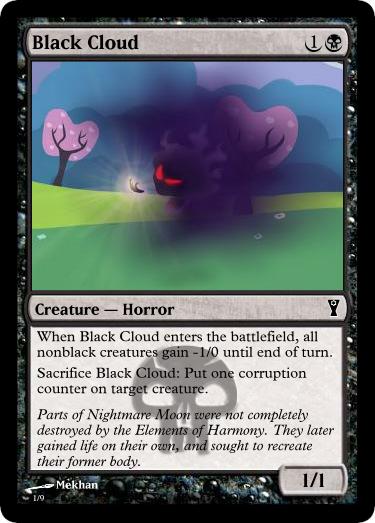 Black Cloud 1
Creature — Horror
When Black Cloud enters the battlefield, all
nonblack creatures gain -1/0 until end of turn.
Sacrifice Black Cloud: Put one corruption
counter on target creature.
Parts of Nightmare Moon were not completely
destroyed by the Elements of Harmony. They later
gained life on their own, and sought to recreate
their former body.
1/1
Mekhan
1/9